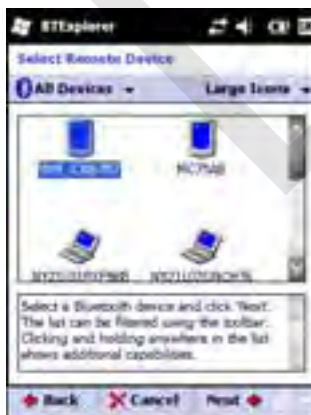 BTExplorer
Select Remote Device
All Devices Large Icons
MC75AB
Select a Bluetooth device and click 'Next'.
The list can be filtered using the toolbar.
Clicking and holding anywhere in the list
shows additional capabilities.
Back Cancel Next